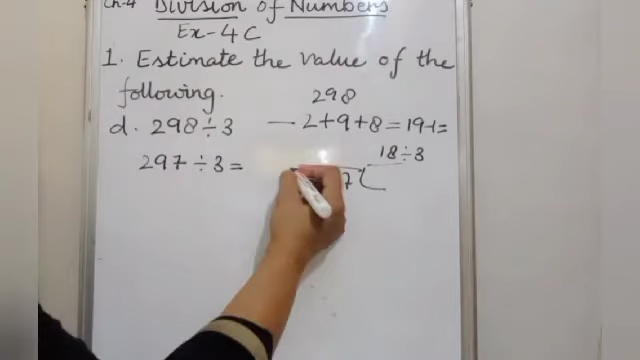 Ch-4 Division of Numbers
Ex-4C
1. Estimate the value of the
following.
298
d. 298÷3 — 2+9+8=19-1=
18÷3
297÷3=
7